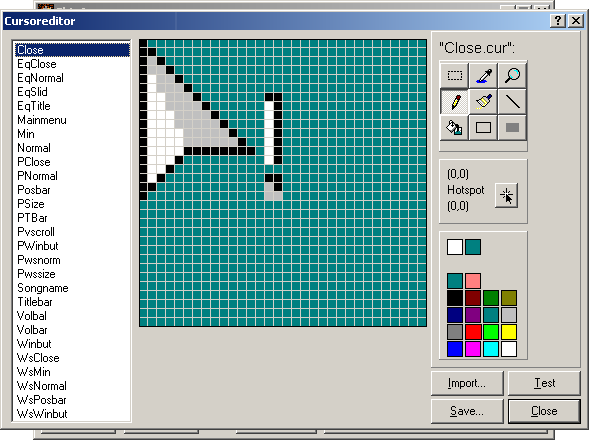 Cursoreditor
Close
EqClose
EqNormal
EqSlid
EqTitle
Mainmenu
Min
Normal
PClose
PNormal
Posbar
PSize
PTBar
Pvscroll
PWinbut
Pwsnorm
Pwssize
Songname
Titlebar
Volbal
Volbar
Winbut
WsClose
WsMin
WsNormal
WsPosbar
WsWinbut
"Close.cur":
(0,0)
Hotspot
(0,0)
Import... Test
Save... Close